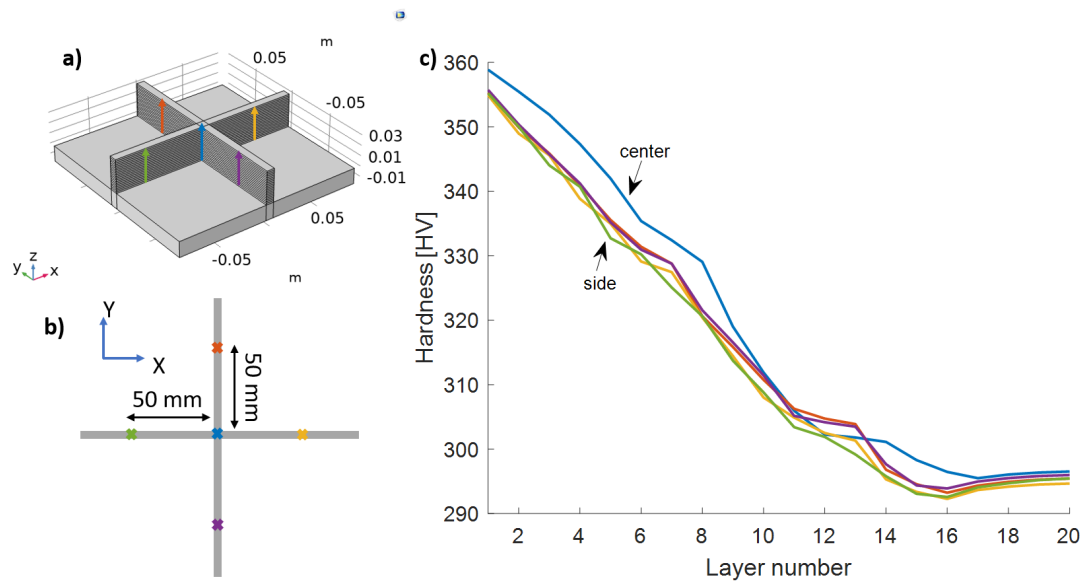 a)
m
0.05
-0.05
0.03
0.01
-0.01
0.05
-0.05
m
z
y
x
b)
Y
X
50 mm
50 mm
c)
360
350
340
330
320
310
300
290
Hardness [HV]
center
side
2 4 6 8 10 12 14 16 18 20
Layer number